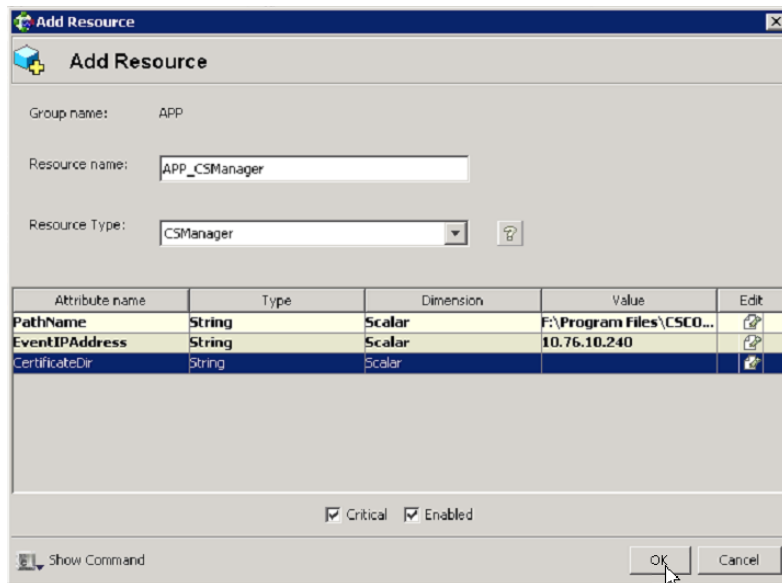 Add Resource
Add Resource
Group name: APP
Resource name: APP_CSManager
Resource Type: CSManager
Attribute name Type Dimension Value Edit
PathName String Scalar F:\Program Files\CSCO...
EventIPAddress String Scalar 10.76.10.240
CertificateDir String Scalar
Critical Enabled
Show Command OK Cancel